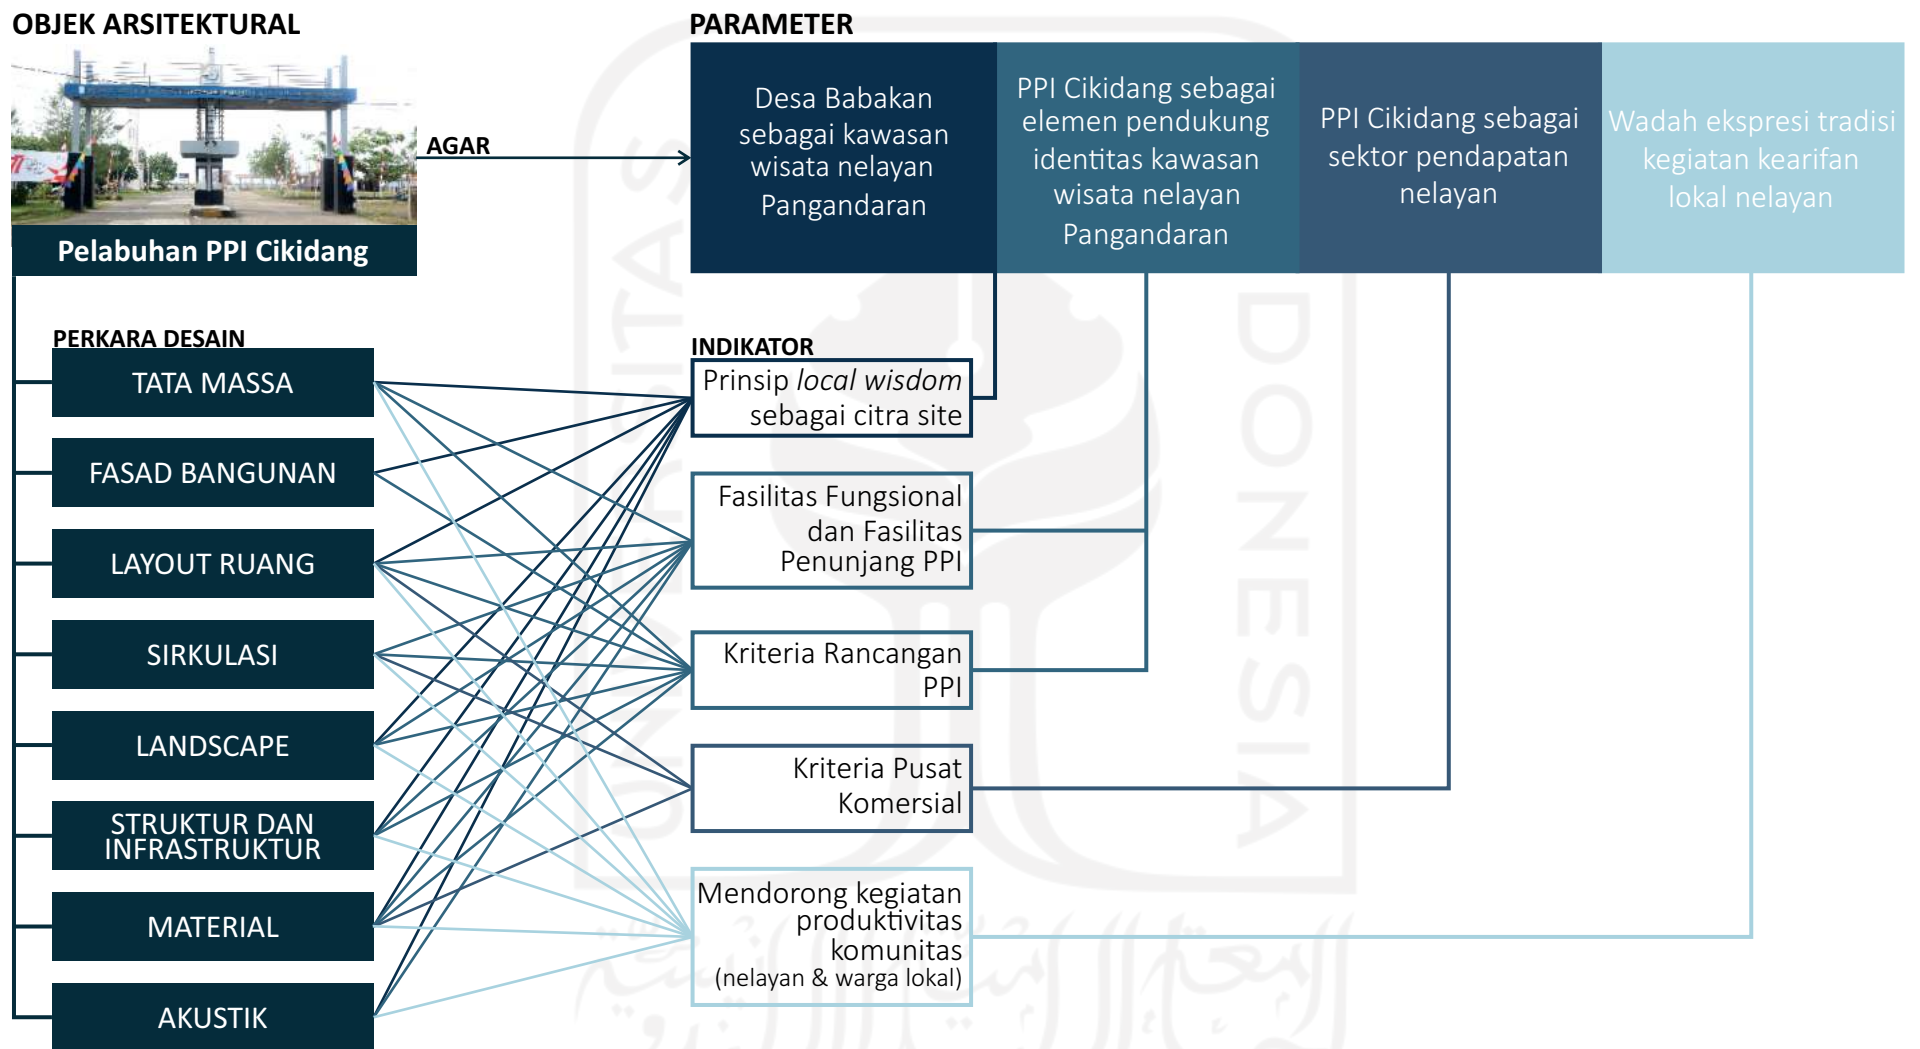 OBJEK ARSITEKTURAL
Pelabuhan PPI Cikidang
AGAR
PARAMETER
Desa Babakan
sebagai kawasan
wisata nelayan
Pangandaran
PPI Cikidang sebagai
elemen pendukung
identitas kawasan
wisata nelayan
Pangandaran
PPI Cikidang sebagai
sektor pendapatan
nelayan
Wadah ekspresi tradisi
kegiatan kearifan
lokal nelayan
PERKARA DESAIN
TATA MASSA
FASAD BANGUNAN
LAYOUT RUANG
SIRKULASI
LANDSCAPE
STRUKTUR DAN
INFRASTRUKTUR
MATERIAL
AKUSTIK
INDIKATOR
Prinsip local wisdom
sebagai citra site
Fasilitas Fungsional
dan Fasilitas
Penunjang PPI
Kriteria Rancangan
PPI
Kriteria Pusat
Komersial
Mendorong kegiatan
produktivitas
komunitas
(nelayan & warga lokal)